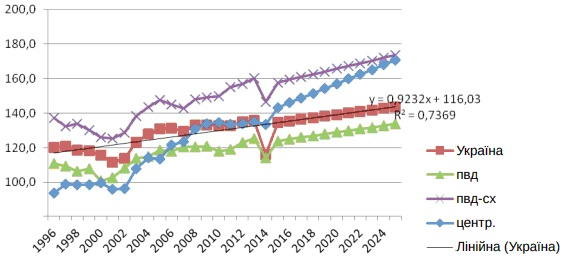 200,0
180,0
160,0
140,0
120,0
100,0
y = 0,9232x + 116,03
R² = 0,7369
Україна
пвд
пвд-сх
центр.
Лінійна (Україна)
1996 1998 2000 2002 2004 2006 2008 2010 2012 2014 2016 2018 2020 2022 2024